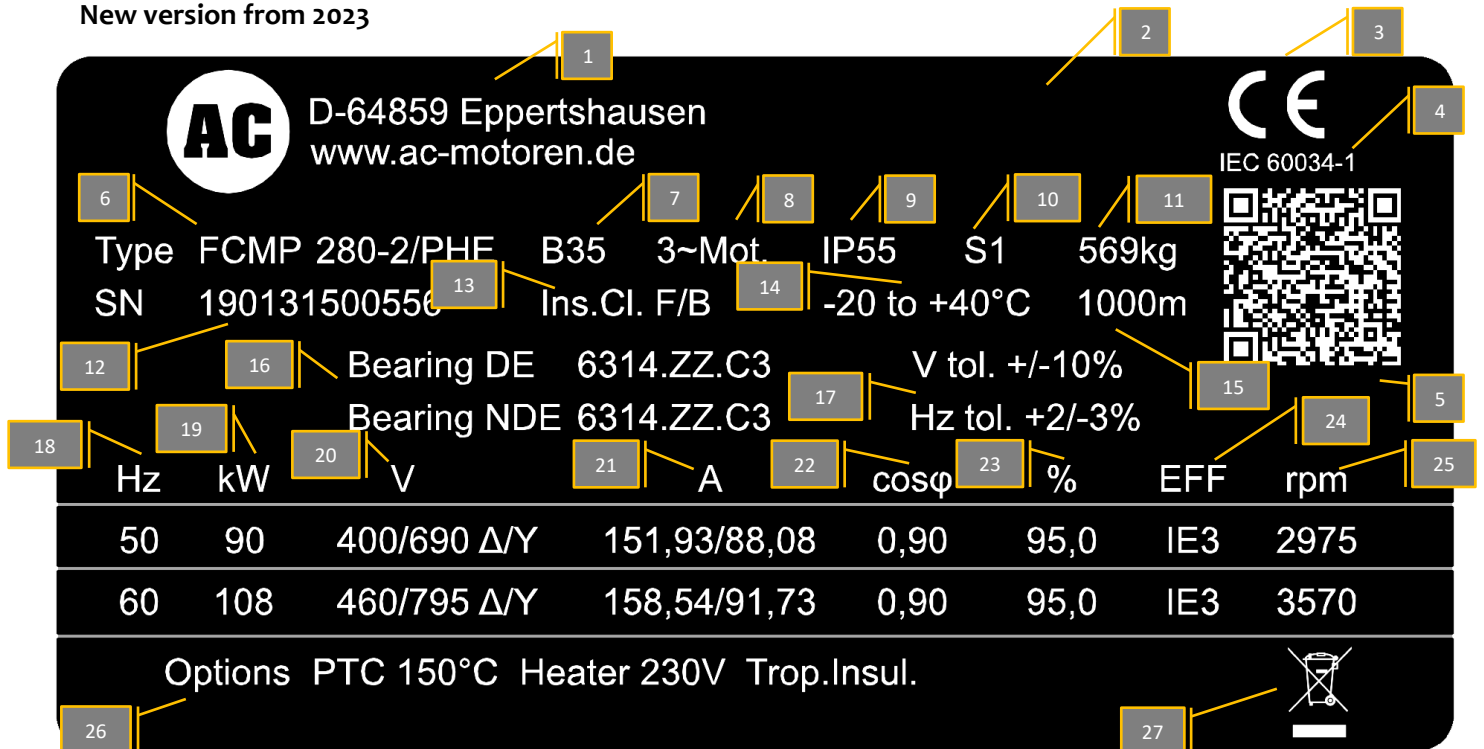 New version from 2023
1
2
3
AC
D-64859 Eppertshausen
www.ac-motoren.de
CE
4
IEC 60034-1
6
7
8
9
10
11
Type FCMP 280-2/PHE B35 3~Mot. IP55 S1 569kg
13
14
SN 190131500556 Ins.Cl. F/B -20 to +40°C 1000m
12
16
Bearing DE 6314.ZZ.C3 V tol. +/-10%
15
5
17
Bearing NDE 6314.ZZ.C3 Hz tol. +2/-3%
18
19
20
21
22
23
24
25
Hz kW V A cosφ % EFF rpm
50 90 400/690 Δ/Y 151,93/88,08 0,90 95,0 IE3 2975
60 108 460/795 Δ/Y 158,54/91,73 0,90 95,0 IE3 3570
Options PTC 150°C Heater 230V Trop.Insul.
26
27